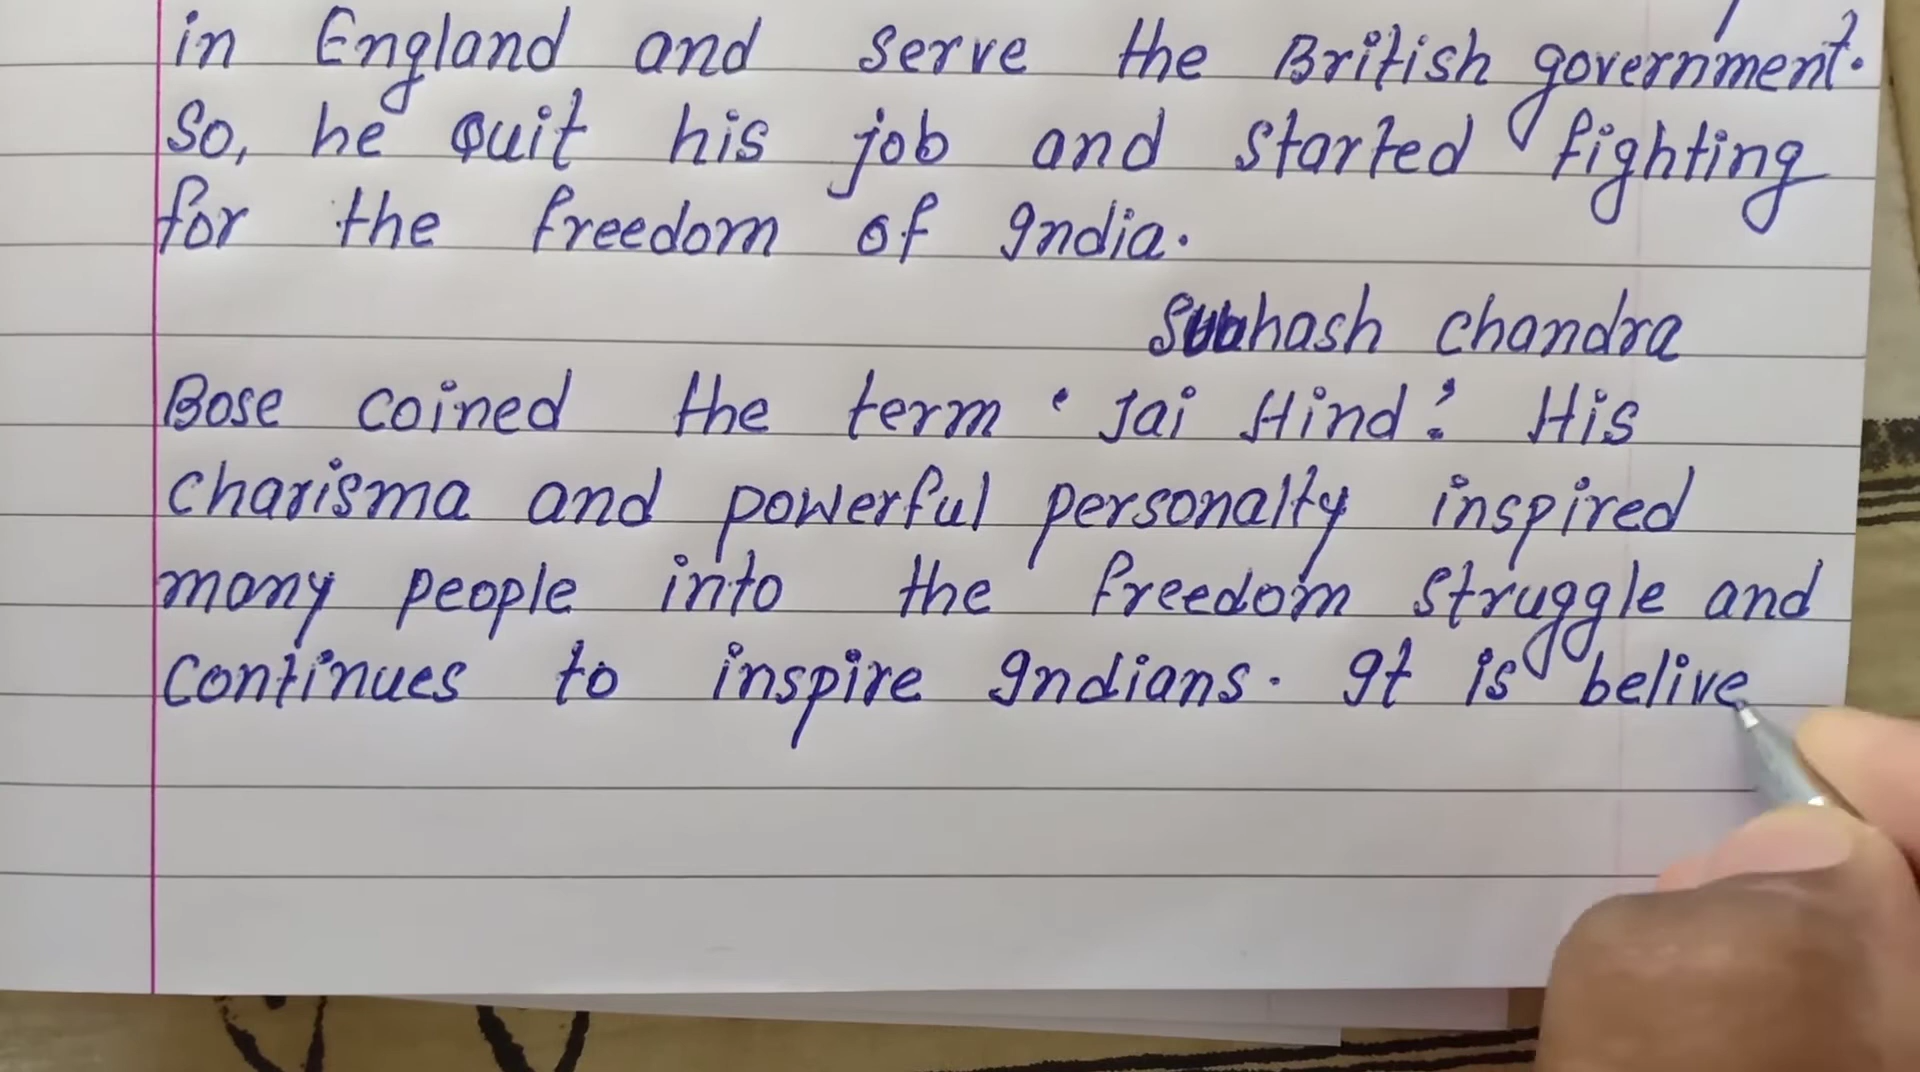 in England and serve the British government.
So, he quit his job and started fighting
for the freedom of India.
Subhash Chandra
Bose coined the term 'Jai Hind'. His
charisma and powerful personalty inspired
many people into the freedom struggle and
continues to inspire Indians. It is belive